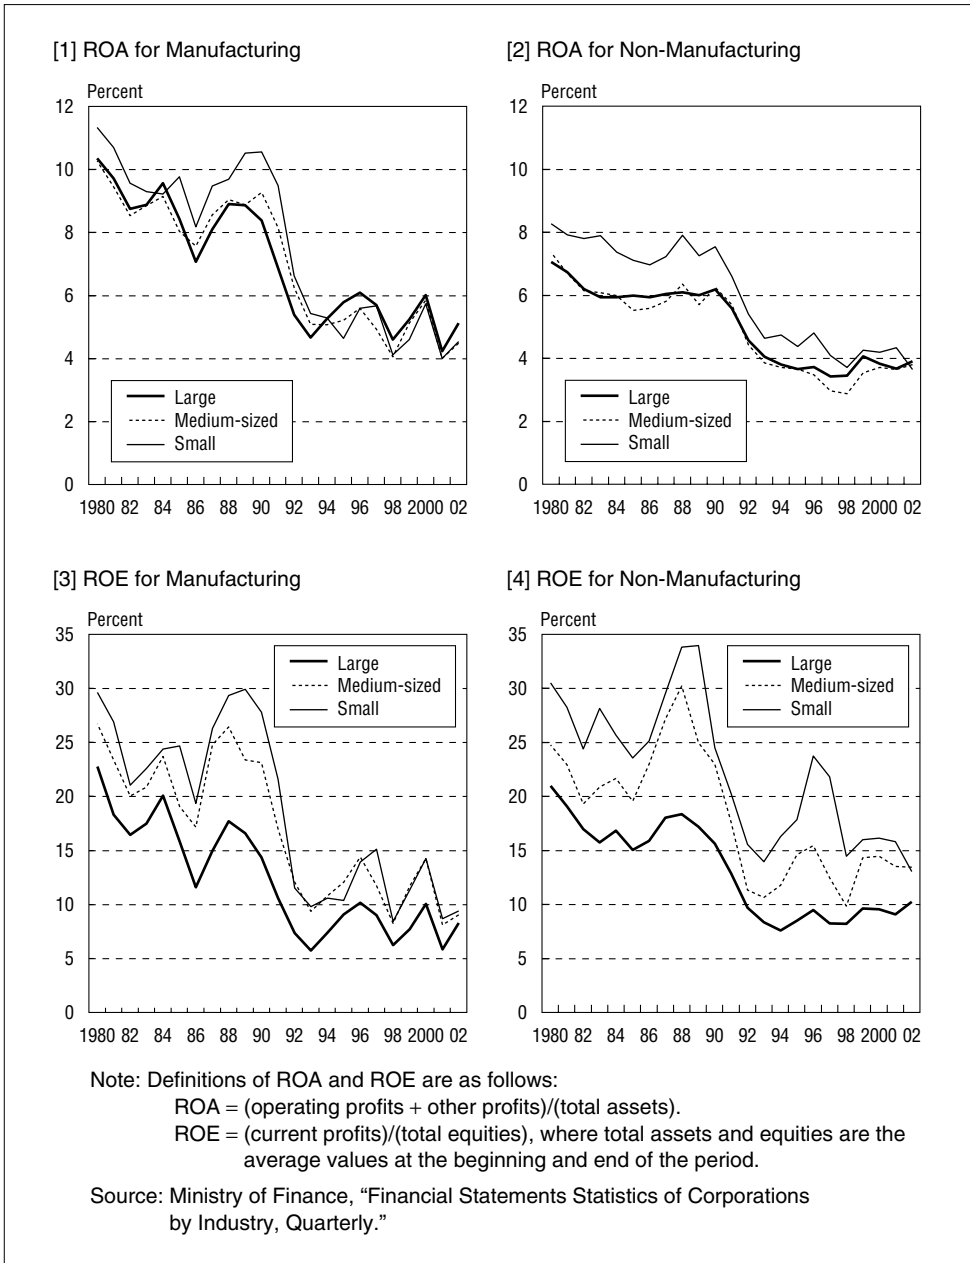 [1] ROA for Manufacturing
Percent
12
10
8
6
4
2
0
Large
Medium-sized
Small
1980 82 84 86 88 90 92 94 96 98 2000 02
[2] ROA for Non-Manufacturing
Percent
12
10
8
6
4
2
0
Large
Medium-sized
Small
1980 82 84 86 88 90 92 94 96 98 2000 02
[3] ROE for Manufacturing
Percent
35
30
25
20
15
10
5
0
Large
Medium-sized
Small
1980 82 84 86 88 90 92 94 96 98 2000 02
[4] ROE for Non-Manufacturing
Percent
35
30
25
20
15
10
5
0
Large
Medium-sized
Small
1980 82 84 86 88 90 92 94 96 98 2000 02
Note: Definitions of ROA and ROE are as follows:
ROA = (operating profits + other profits)/(total assets).
ROE = (current profits)/(total equities), where total assets and equities are the
average values at the beginning and end of the period.
Source: Ministry of Finance, “Financial Statements Statistics of Corporations
by Industry, Quarterly.”